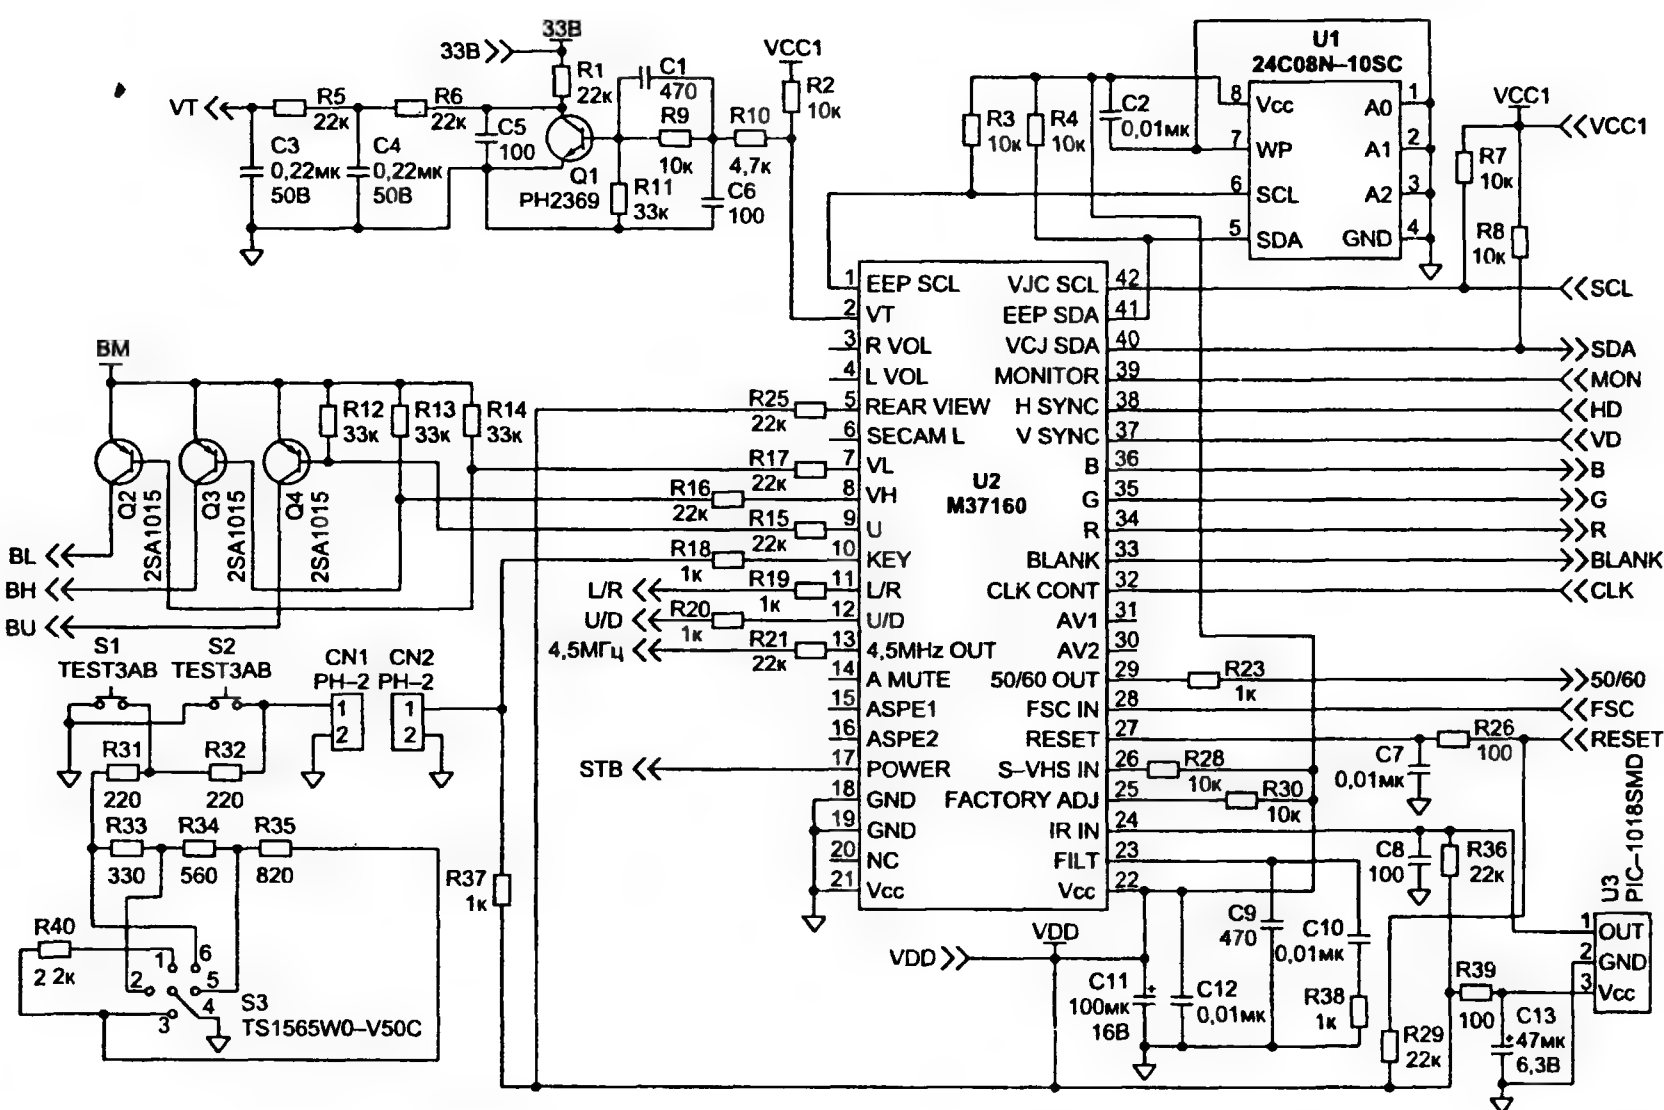 33В
33В
R1
22к
VT
R5
22к
R6
22к
C3
0,22мк
50В
C4
0,22мк
50В
C5
100
Q1
PH2369
C1
470
R9
10к
R10
4,7к
R11
33к
C6
100
VCC1
R2
10к
R3
10к
R4
10к
C2
0,01мк
U1
24C08N–10SC
8 Vcc
7 WP
6 SCL
5 SDA
A0 1
A1 2
A2 3
GND 4
VCC1
VCC1
R7
10к
R8
10к
BM
R12
33к
R13
33к
R14
33к
Q2
2SA1015
Q3
2SA1015
Q4
2SA1015
BL
BH
BU
R25
22к
R17
22к
R16
22к
R15
22к
R18
1к
L/R
R19
1к
U/D
R20
1к
4,5МГц
R21
22к
STB
U2
M37160
1 EEP SCL
2 VT
3 R VOL
4 L VOL
5 REAR VIEW
6 SECAM L
7 VL
8 VH
9 U
10 KEY
11 L/R
12 U/D
13 4,5MHz OUT
14 A MUTE
15 ASPE1
16 ASPE2
17 POWER
18 GND
19 GND
20 NC
21 Vcc
VJC SCL 42
EEP SDA 41
VCJ SDA 40
MONITOR 39
H SYNC 38
V SYNC 37
B 36
G 35
R 34
BLANK 33
CLK CONT 32
AV1 31
AV2 30
50/60 OUT 29
FSC IN 28
RESET 27
S–VHS IN 26
FACTORY ADJ 25
IR IN 24
FILT 23
Vcc 22
SCL
SDA
MON
HD
VD
B
G
R
BLANK
CLK
50/60
FSC
RESET
R23
1к
R26
100
C7
0,01мк
R28
10к
R30
10к
C8
100
R36
22к
U3
PIC–1018SMD
1 OUT
2 GND
3 Vcc
R39
100
C13
+
47мк
6,3В
R29
22к
C9
470
C10
0,01мк
R38
1к
VDD
VDD
C11
+
100мк
16В
C12
0,01мк
R37
1к
S1
TEST3AB
S2
TEST3AB
CN1
PH–2
1
2
CN2
PH–2
1
2
R31
220
R32
220
R33
330
R34
560
R35
820
R40
2 2к
1
6
2
5
3
4
S3
TS1565W0–V50C